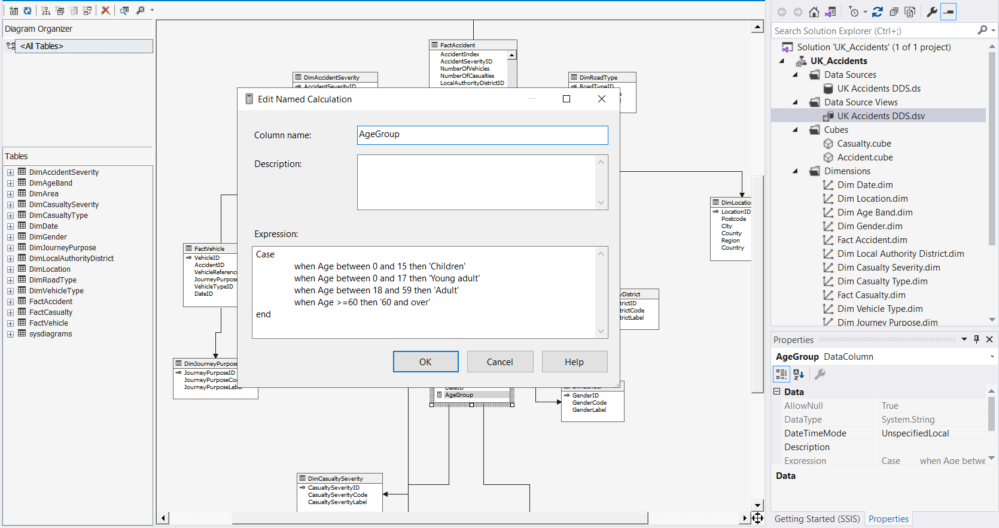 Diagram Organizer
<All Tables>
Tables
DimAccidentSeverity
DimAgeBand
DimArea
DimCasualtySeverity
DimCasualtyType
DimDate
DimGender
DimJourneyPurpose
DimLocalAuthorityDistrict
DimLocation
DimRoadType
DimVehicleType
FactAccident
FactCasualty
FactVehicle
sysdiagrams
FactAccident
AccidentIndex
AccidentSeverityID
NumberOfVehicles
NumberOfCasualties
LocalAuthorityDistrictID
DimAccidentSeverity
AccidentSeverityID
DimRoadType
RoadTypeID
Edit Named Calculation
Column name:
AgeGroup
Description:
Expression:
Case
when Age between 0 and 15 then 'Children'
when Age between 0 and 17 then 'Young adult'
when Age between 18 and 59 then 'Adult'
when Age >=60 then '60 and over'
end
OK
Cancel
Help
FactVehicle
VehicleID
AccidentID
VehicleReference
JourneyPurpose
VehicleTypeID
DateID
DimLocation
LocationID
Postcode
City
County
Region
Country
yDistrict
trictID
trictCode
trictLabel
DimJourneyPurpose
JourneyPurposeID
JourneyPurposeCo
JourneyPurposeLabel
DateID
AgeGroup
DimGender
GenderID
GenderCode
GenderLabel
DimCasualtySeverity
CasualtySeverityID
CasualtySeverityCode
CasualtySeverityLabel
Search Solution Explorer (Ctrl+;)
Solution 'UK_Accidents' (1 of 1 project)
UK_Accidents
Data Sources
UK Accidents DDS.ds
Data Source Views
UK Accidents DDS.dsv
Cubes
Casualty.cube
Accident.cube
Dimensions
Dim Date.dim
Dim Location.dim
Dim Age Band.dim
Dim Gender.dim
Fact Accident.dim
Dim Local Authority District.dim
Dim Casualty Severity.dim
Dim Casualty Type.dim
Fact Casualty.dim
Dim Vehicle Type.dim
Dim Journey Purpose.dim
Properties
AgeGroup DataColumn
Data
AllowNull True
DataType System.String
DateTimeMode UnspecifiedLocal
Description
Expression Case when Age betwe
Data
Getting Started (SSIS) Properties